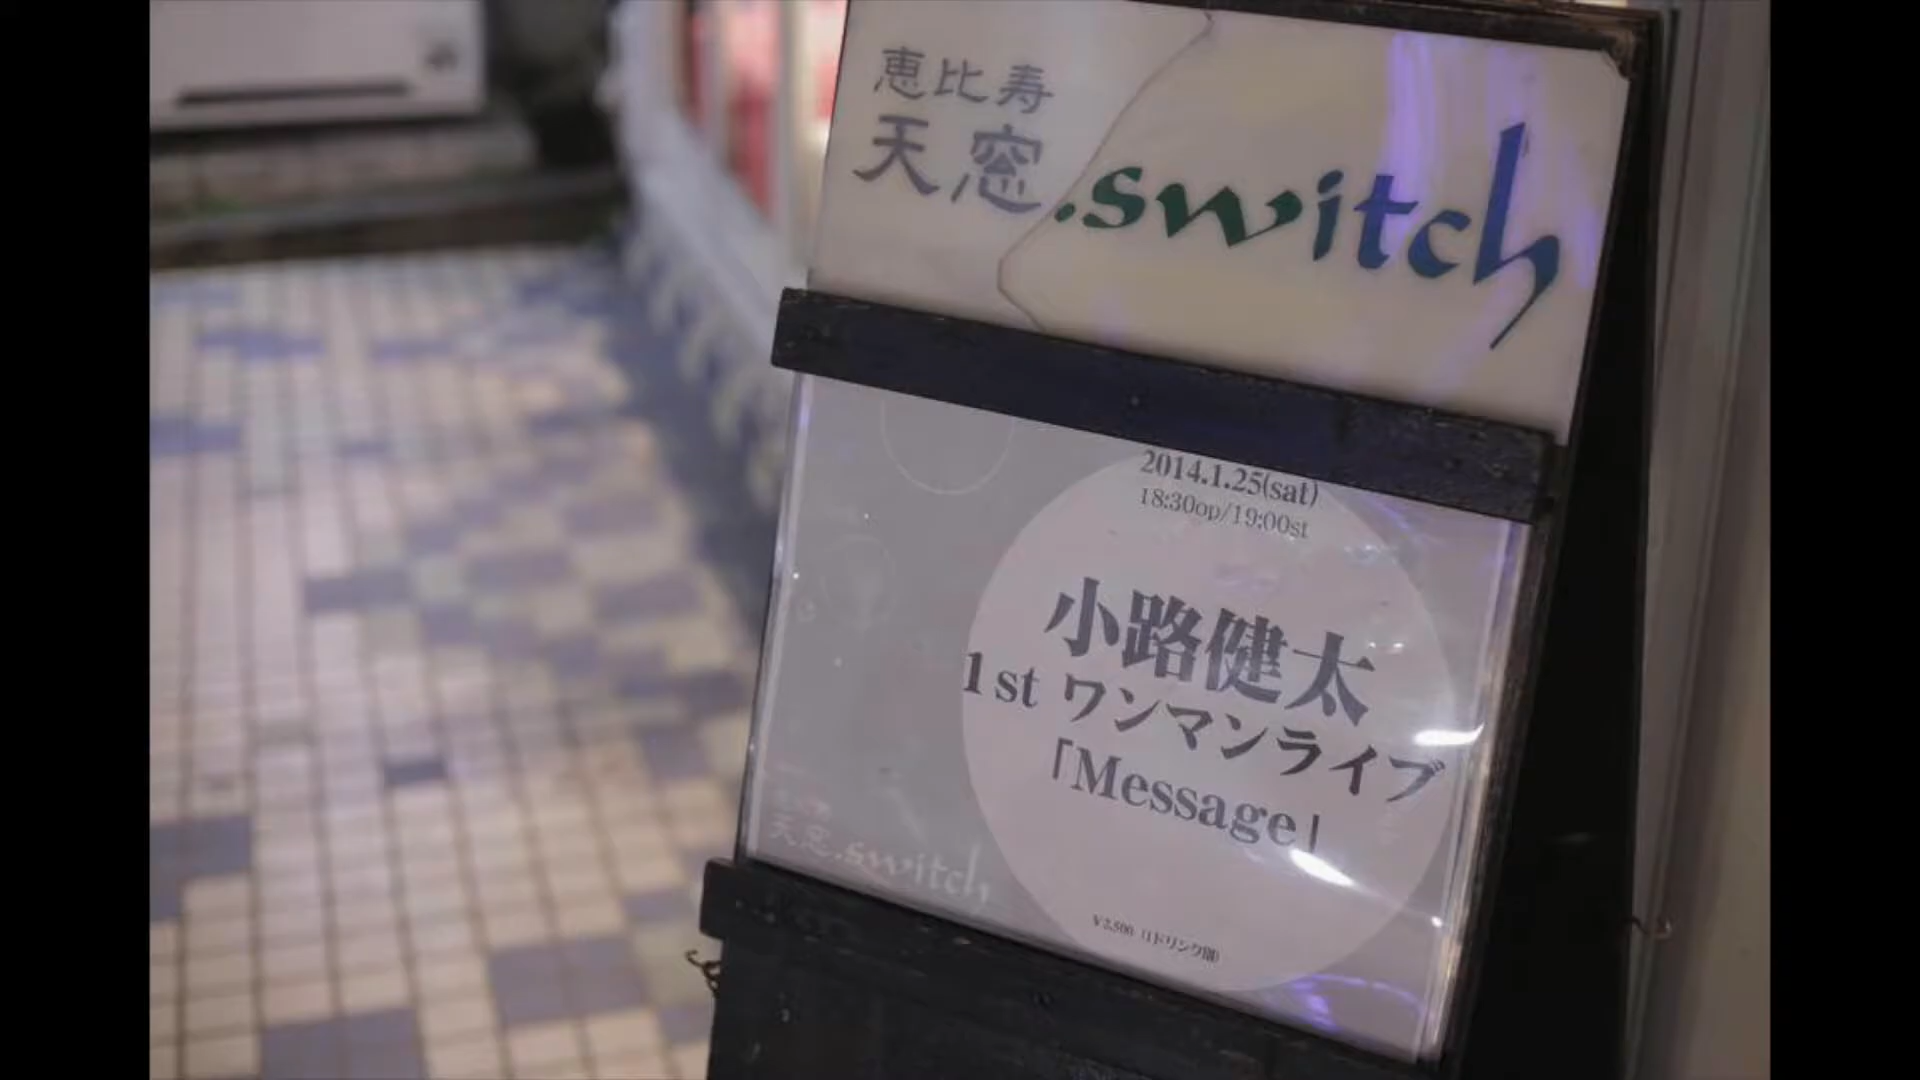 恵比寿
天窓.switch
2014.1.25(sat)
18:30op/19:00st
小路健太
1st ワンマンライブ
「Message」
天窓.switch
¥2,500（1ドリンク別）